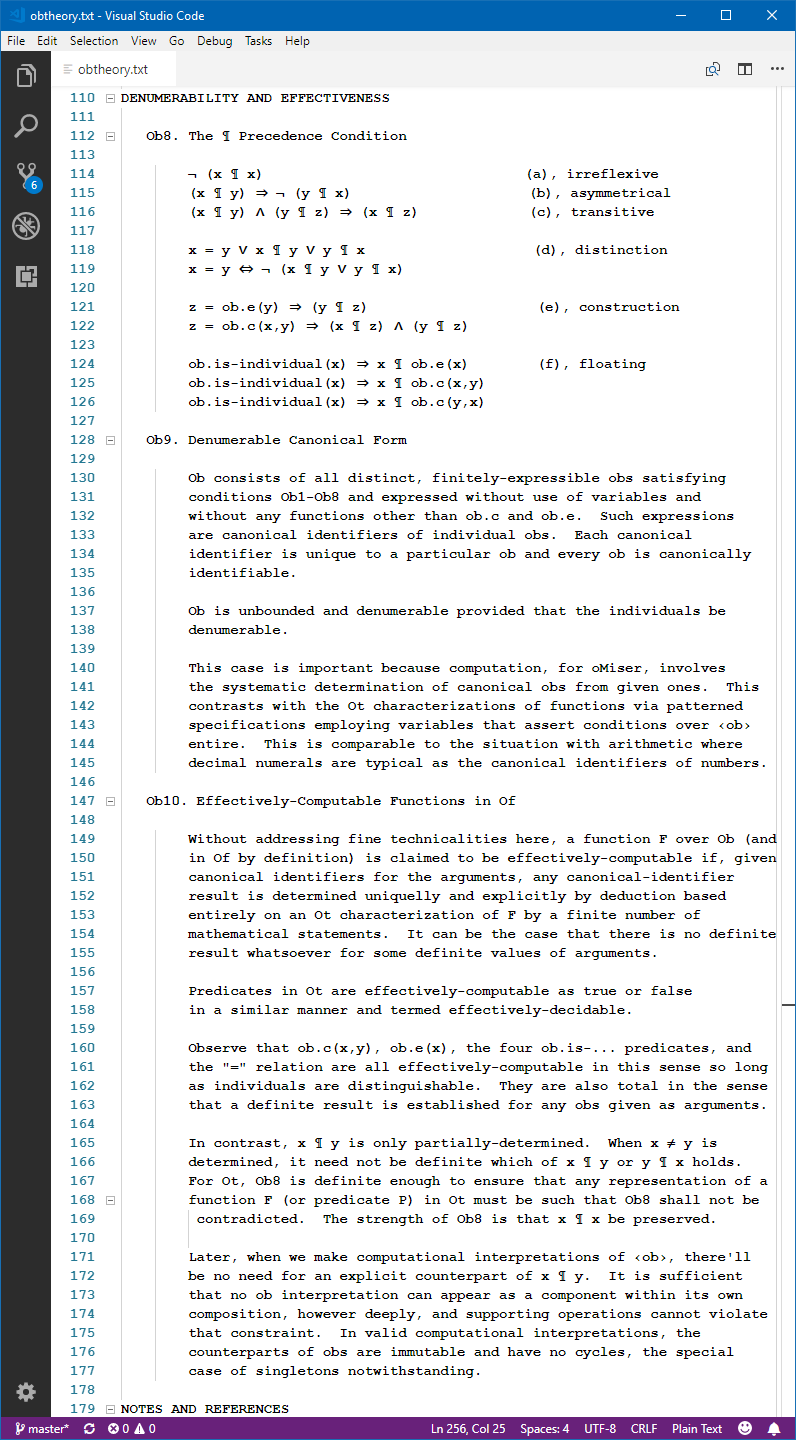 obtheory.txt - Visual Studio Code
File Edit Selection View Go Debug Tasks Help
obtheory.txt
6
110 DENUMERABILITY AND EFFECTIVENESS
111
112 Ob8. The ¶ Precedence Condition
113
114 ¬ (x ¶ x) (a), irreflexive
115 (x ¶ y) ⇒ ¬ (y ¶ x) (b), asymmetrical
116 (x ¶ y) ∧ (y ¶ z) ⇒ (x ¶ z) (c), transitive
117
118 x = y ∨ x ¶ y ∨ y ¶ x (d), distinction
119 x = y ⇔ ¬ (x ¶ y ∨ y ¶ x)
120
121 z = ob.e(y) ⇒ (y ¶ z) (e), construction
122 z = ob.c(x,y) ⇒ (x ¶ z) ∧ (y ¶ z)
123
124 ob.is-individual(x) ⇒ x ¶ ob.e(x) (f), floating
125 ob.is-individual(x) ⇒ x ¶ ob.c(x,y)
126 ob.is-individual(x) ⇒ x ¶ ob.c(y,x)
127
128 Ob9. Denumerable Canonical Form
129
130 Ob consists of all distinct, finitely-expressible obs satisfying
131 conditions Ob1-Ob8 and expressed without use of variables and
132 without any functions other than ob.c and ob.e. Such expressions
133 are canonical identifiers of individual obs. Each canonical
134 identifier is unique to a particular ob and every ob is canonically
135 identifiable.
136
137 Ob is unbounded and denumerable provided that the individuals be
138 denumerable.
139
140 This case is important because computation, for oMiser, involves
141 the systematic determination of canonical obs from given ones. This
142 contrasts with the Ot characterizations of functions via patterned
143 specifications employing variables that assert conditions over ‹ob›
144 entire. This is comparable to the situation with arithmetic where
145 decimal numerals are typical as the canonical identifiers of numbers.
146
147 Ob10. Effectively-Computable Functions in Of
148
149 Without addressing fine technicalities here, a function F over Ob (and
150 in Of by definition) is claimed to be effectively-computable if, given
151 canonical identifiers for the arguments, any canonical-identifier
152 result is determined uniquelly and explicitly by deduction based
153 entirely on an Ot characterization of F by a finite number of
154 mathematical statements. It can be the case that there is no definite
155 result whatsoever for some definite values of arguments.
156
157 Predicates in Ot are effectively-computable as true or false
158 in a similar manner and termed effectively-decidable.
159
160 Observe that ob.c(x,y), ob.e(x), the four ob.is-... predicates, and
161 the "=" relation are all effectively-computable in this sense so long
162 as individuals are distinguishable. They are also total in the sense
163 that a definite result is established for any obs given as arguments.
164
165 In contrast, x ¶ y is only partially-determined. When x ≠ y is
166 determined, it need not be definite which of x ¶ y or y ¶ x holds.
167 For Ot, Ob8 is definite enough to ensure that any representation of a
168 function F (or predicate P) in Ot must be such that Ob8 shall not be
169 contradicted. The strength of Ob8 is that x ¶ x be preserved.
170
171 Later, when we make computational interpretations of ‹ob›, there'll
172 be no need for an explicit counterpart of x ¶ y. It is sufficient
173 that no ob interpretation can appear as a component within its own
174 composition, however deeply, and supporting operations cannot violate
175 that constraint. In valid computational interpretations, the
176 counterparts of obs are immutable and have no cycles, the special
177 case of singletons notwithstanding.
178
179 NOTES AND REFERENCES
master* 0 0 Ln 256, Col 25 Spaces: 4 UTF-8 CRLF Plain Text